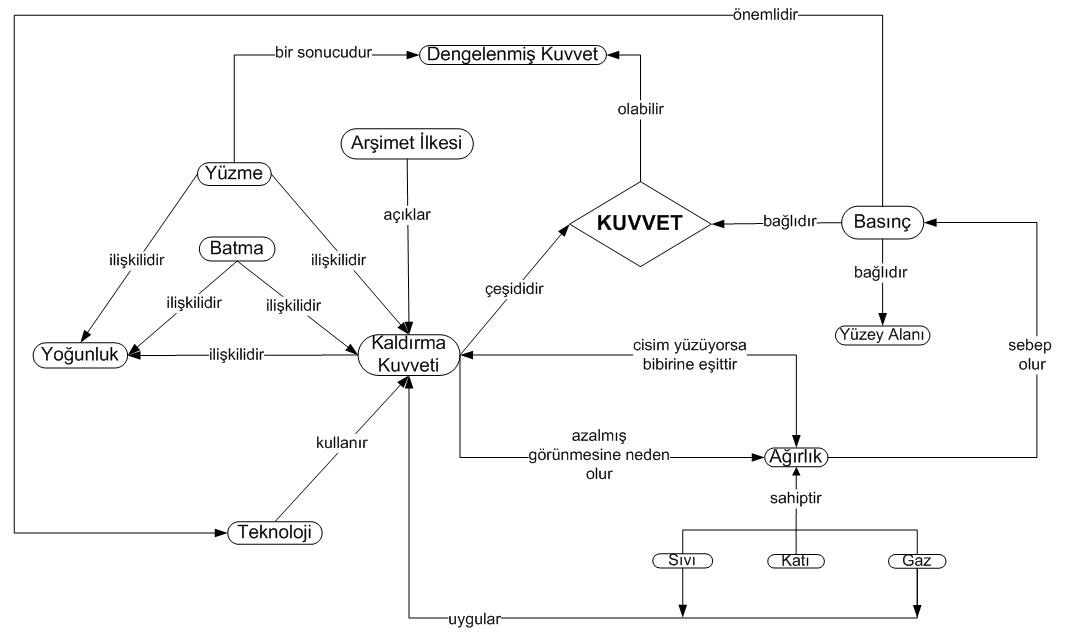 önemlidir
bir sonucudur
Dengelenmiş Kuvvet
olabilir
Arşimet İlkesi
Yüzme
açıklar
KUVVET
bağlıdır
Basınç
Batma
ilişkilidir
ilişkilidir
bağlıdır
çeşididir
ilişkilidir
ilişkilidir
Yüzey Alanı
Yoğunluk
ilişkilidir
Kaldırma
Kuvveti
cisim yüzüyorsa
bibirine eşittir
sebep
olur
kullanır
azalmış
görünmesine neden
olur
Ağırlık
sahiptir
Teknoloji
Sıvı
Katı
Gaz
uygular